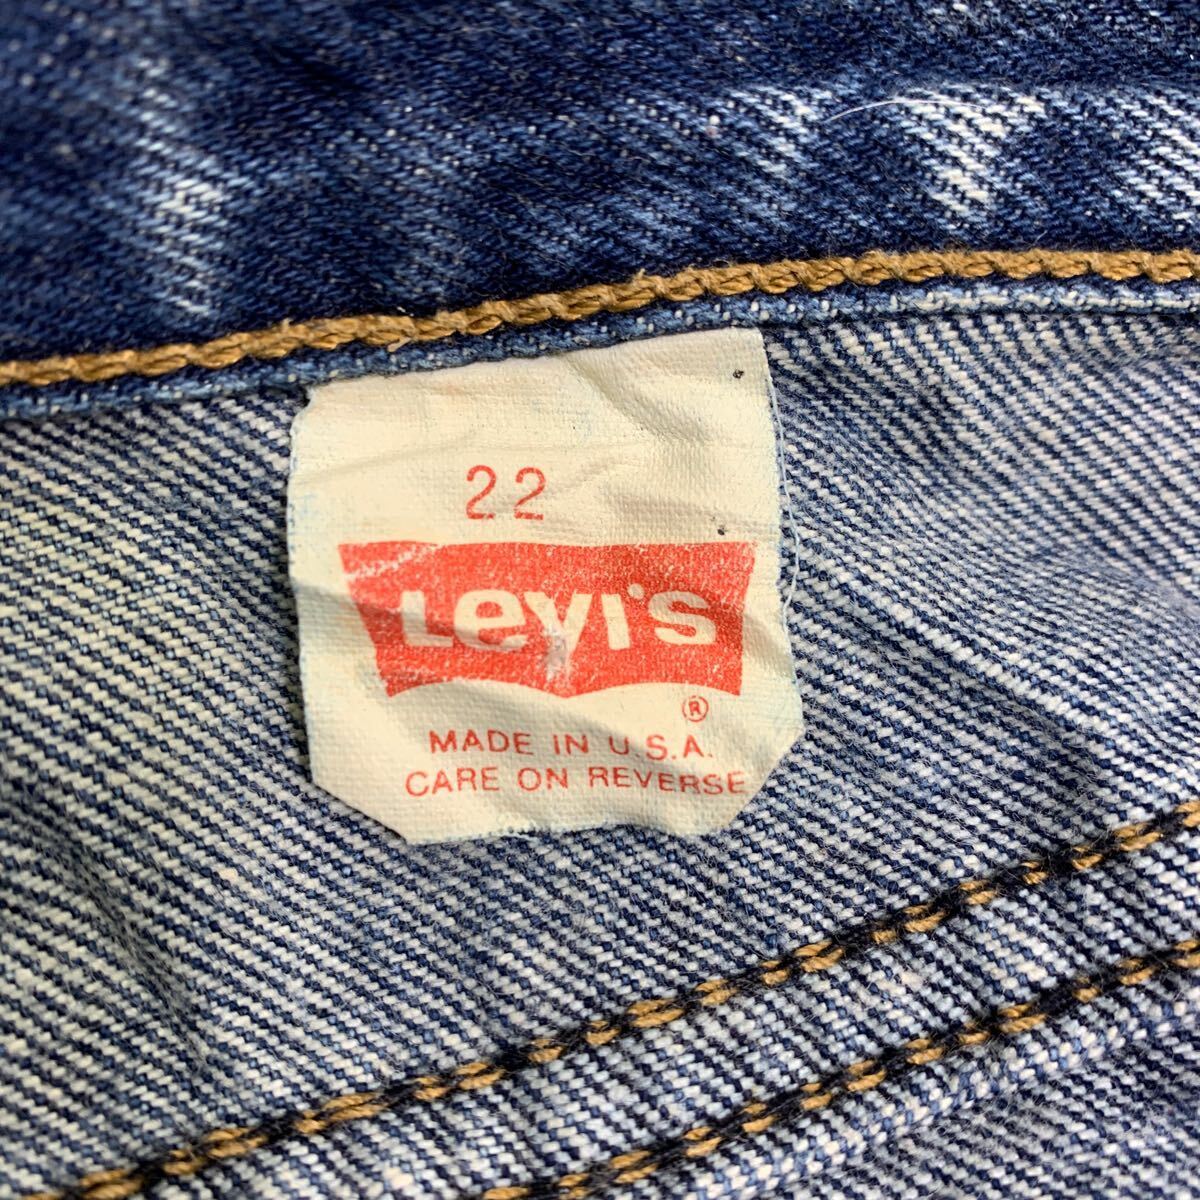 22
Levi's
®
MADE IN U.S.A.
CARE ON REVERSE